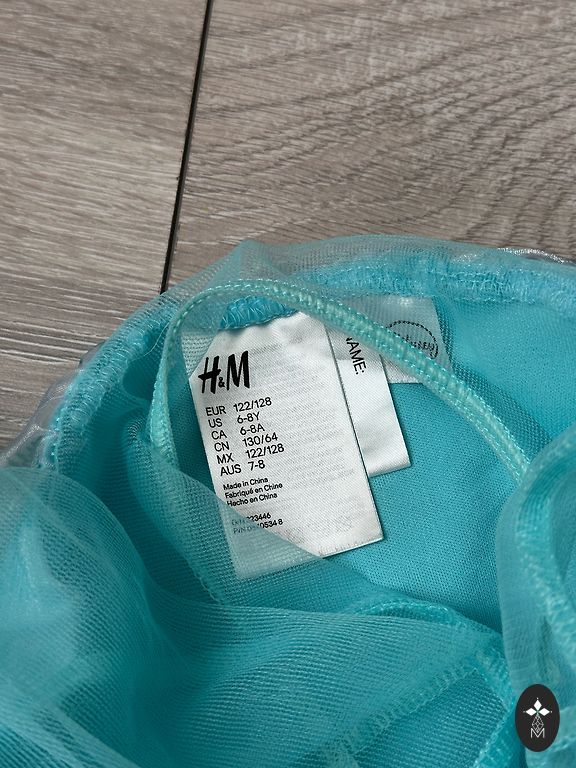 H&M
EUR 122/128
US 6-8Y
CA 6-8A
CN 130/64
MX 122/128
AUS 7-8
Made in China
Fabriqué en Chine
Hecho en China
NAME:
M